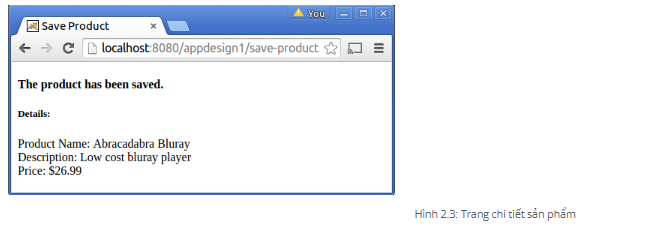 You
Save Product
localhost:8080/appdesign1/save-product
The product has been saved.
Details:
Product Name: Abracadabra Bluray
Description: Low cost bluray player
Price: $26.99
Hình 2.3: Trang chi tiết sản phẩm